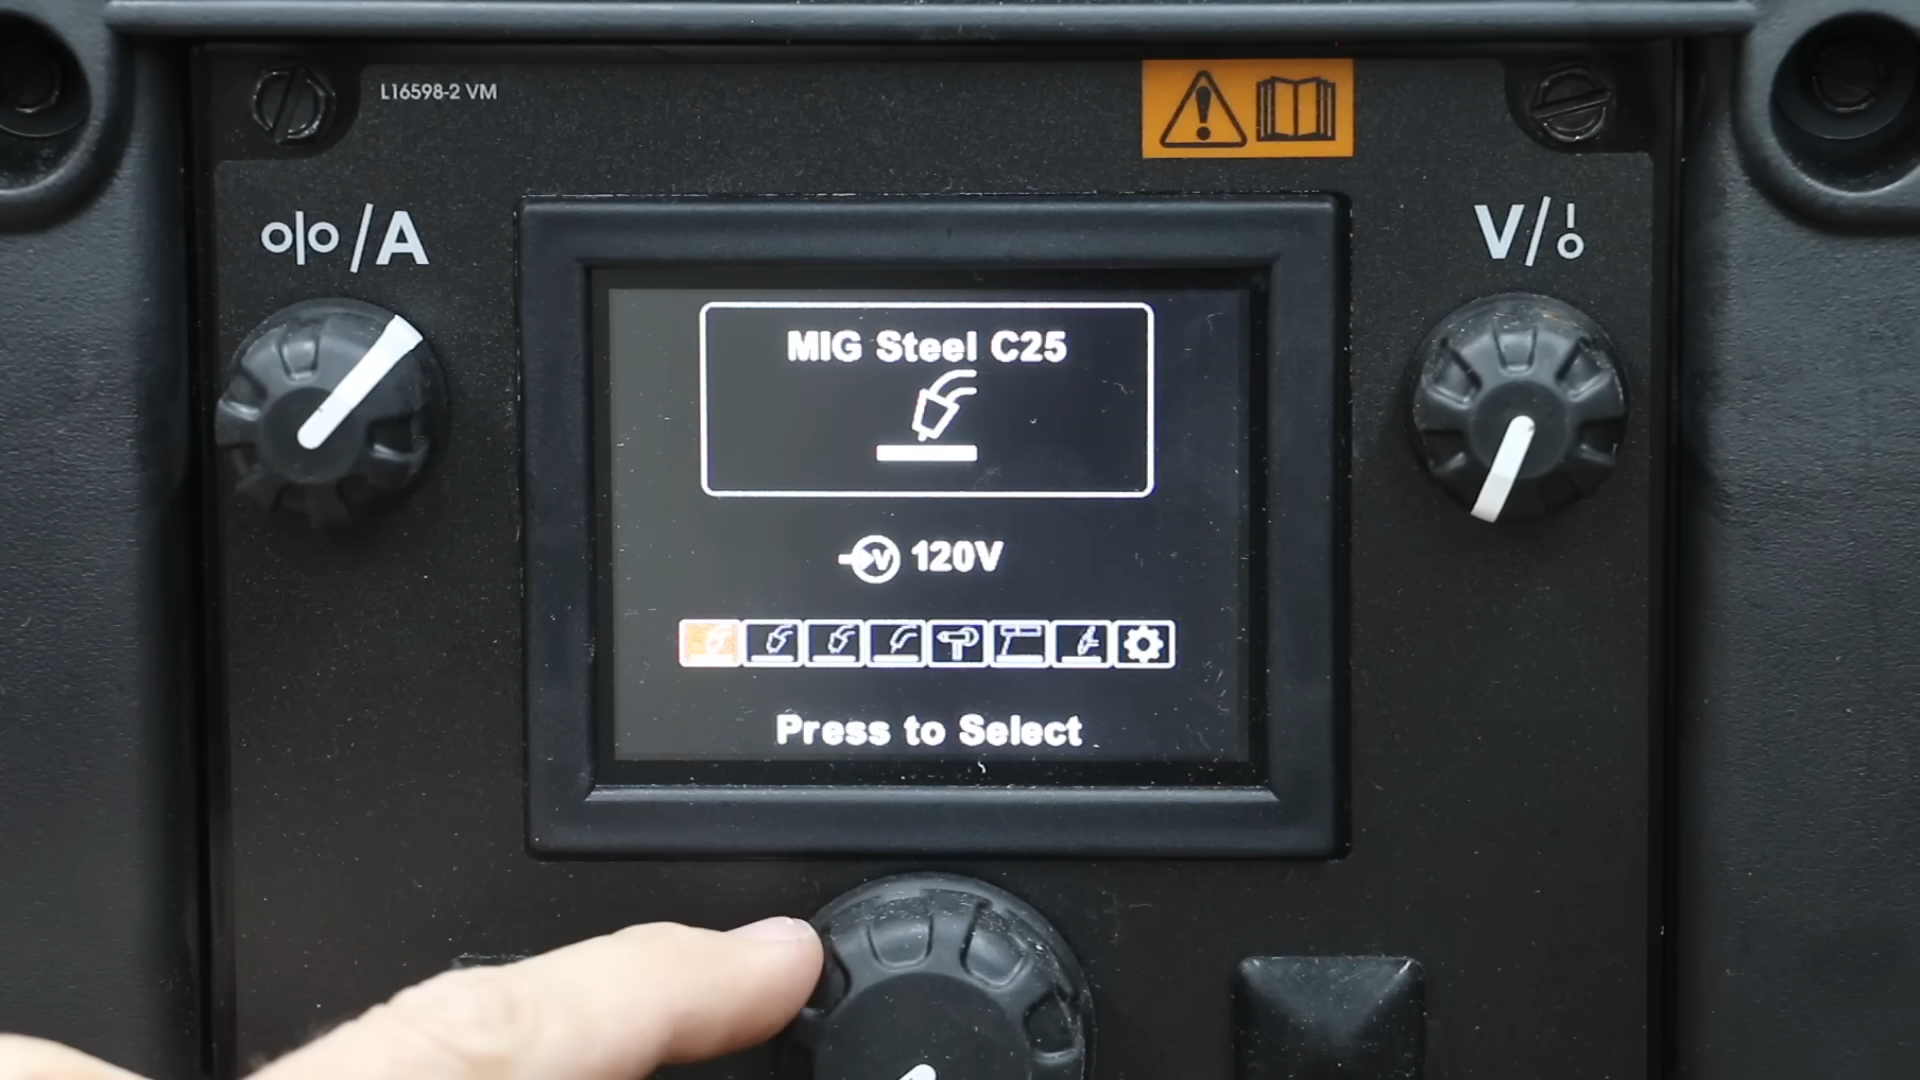 L16598-2 VM
/A
V/
MIG Steel C25
V 120V
Press to Select